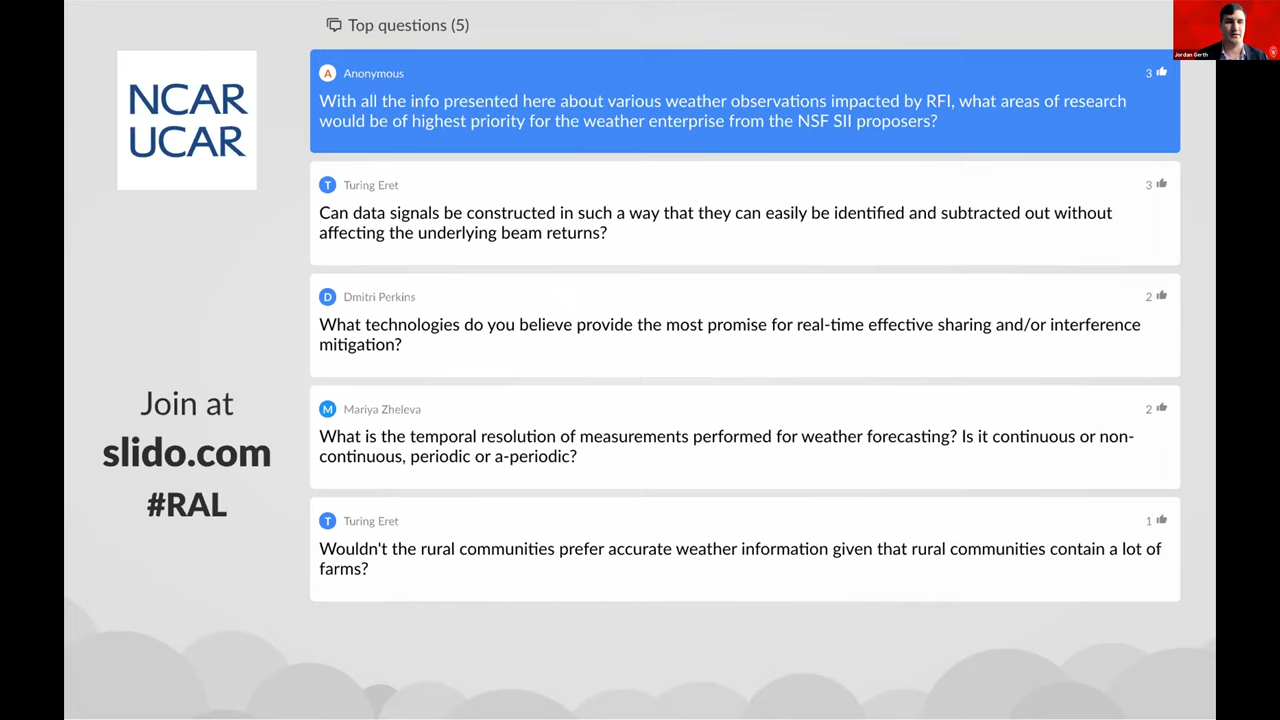 Top questions (5)
NCAR
UCAR
Join at
slido.com
#RAL
A Anonymous 3
With all the info presented here about various weather observations impacted by RFI, what areas of research
would be of highest priority for the weather enterprise from the NSF SII proposers?
T Turing Eret 3
Can data signals be constructed in such a way that they can easily be identified and subtracted out without
affecting the underlying beam returns?
D Dmitri Perkins 2
What technologies do you believe provide the most promise for real-time effective sharing and/or interference
mitigation?
M Mariya Zheleva 2
What is the temporal resolution of measurements performed for weather forecasting? Is it continuous or non-
continuous, periodic or a-periodic?
T Turing Eret 1
Wouldn't the rural communities prefer accurate weather information given that rural communities contain a lot of
farms?
Jordan Gerth